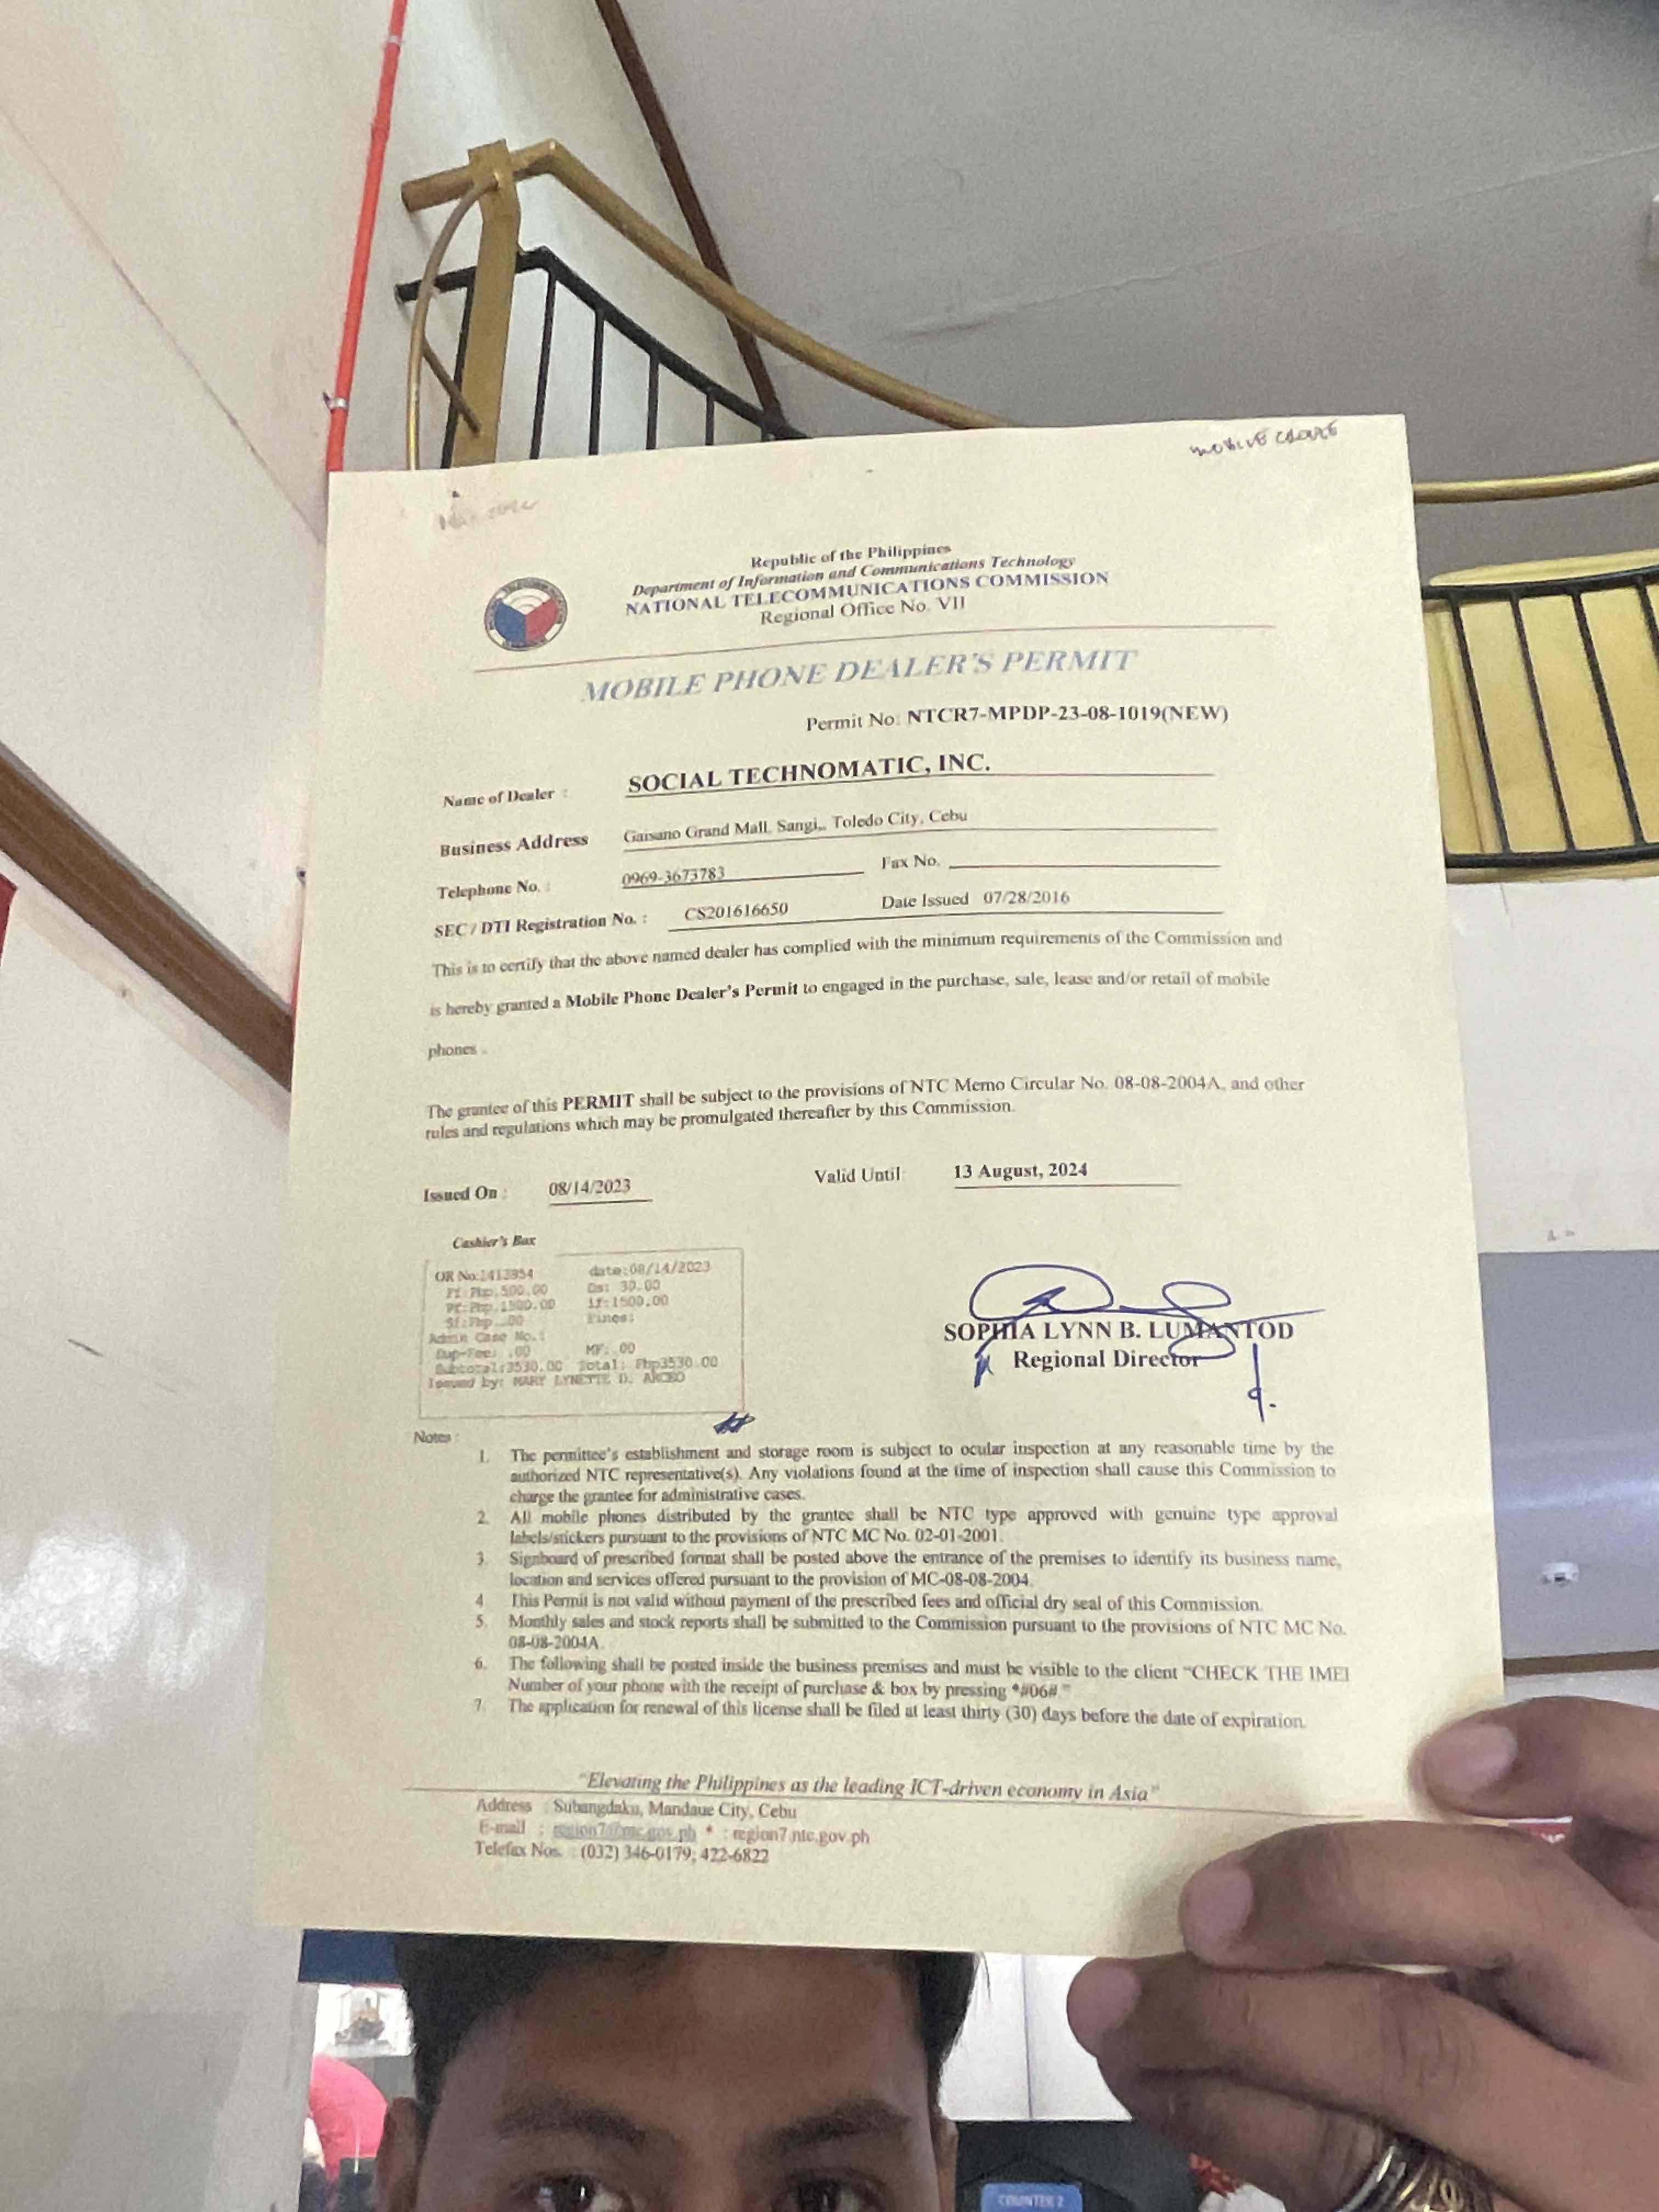 Republic of the Philippines
Department of Information and Communications Technology
NATIONAL TELECOMMUNICATIONS COMMISSION
Regional Office No. VII
MOBILE PHONE DEALER'S PERMIT
Permit No: NTCR7-MPDP-23-08-1019(NEW)
Name of Dealer : SOCIAL TECHNOMATIC, INC.
Business Address Gaisano Grand Mall, Sangi,, Toledo City, Cebu
Telephone No. : 0969-3673783 Fax No.
SEC / DTI Registration No. : CS201616650 Date Issued 07/28/2016
This is to certify that the above named dealer has complied with the minimum requirements of the Commission and
is hereby granted a Mobile Phone Dealer's Permit to engaged in the purchase, sale, lease and/or retail of mobile
phones .
The grantee of this PERMIT shall be subject to the provisions of NTC Memo Circular No. 08-08-2004A, and other
rules and regulations which may be promulgated thereafter by this Commission.
Issued On : 08/14/2023 Valid Until: 13 August, 2024
Cashier's Box
OR No:1413954 date:08/14/2023
Ff:Php.500.00 Ds: 30.00
Pf:Php.1500.00 lf:1500.00
Sf:Php .00 Fines:
Admin Case No.:
Dup-Fee: .00 MF: .00
Subtotal:3530.00 Total: Php3530.00
Issued by: MARY LYNETTE D. ARCEO
SOPHIA LYNN B. LUMANTOD
Regional Director
Notes :
1. The permittee's establishment and storage room is subject to ocular inspection at any reasonable time by the
authorized NTC representative(s). Any violations found at the time of inspection shall cause this Commission to
charge the grantee for administrative cases.
2. All mobile phones distributed by the grantee shall be NTC type approved with genuine type approval
labels/stickers pursuant to the provisions of NTC MC No. 02-01-2001.
3. Signboard of prescribed format shall be posted above the entrance of the premises to identify its business name,
location and services offered pursuant to the provision of MC-08-08-2004.
4. This Permit is not valid without payment of the prescribed fees and official dry seal of this Commission.
5. Monthly sales and stock reports shall be submitted to the Commission pursuant to the provisions of NTC MC No.
08-08-2004A.
6. The following shall be posted inside the business premises and must be visible to the client "CHECK THE IMEI
Number of your phone with the receipt of purchase & box by pressing *#06# "
7. The application for renewal of this license shall be filed at least thirty (30) days before the date of expiration.
"Elevating the Philippines as the leading ICT-driven economy in Asia"
Address : Subangdaku, Mandaue City, Cebu
E-mail : region7@ntc.gov.ph * : region7.ntc.gov.ph
Telefax Nos. : (032) 346-0179; 422-6822
COUNTER 2